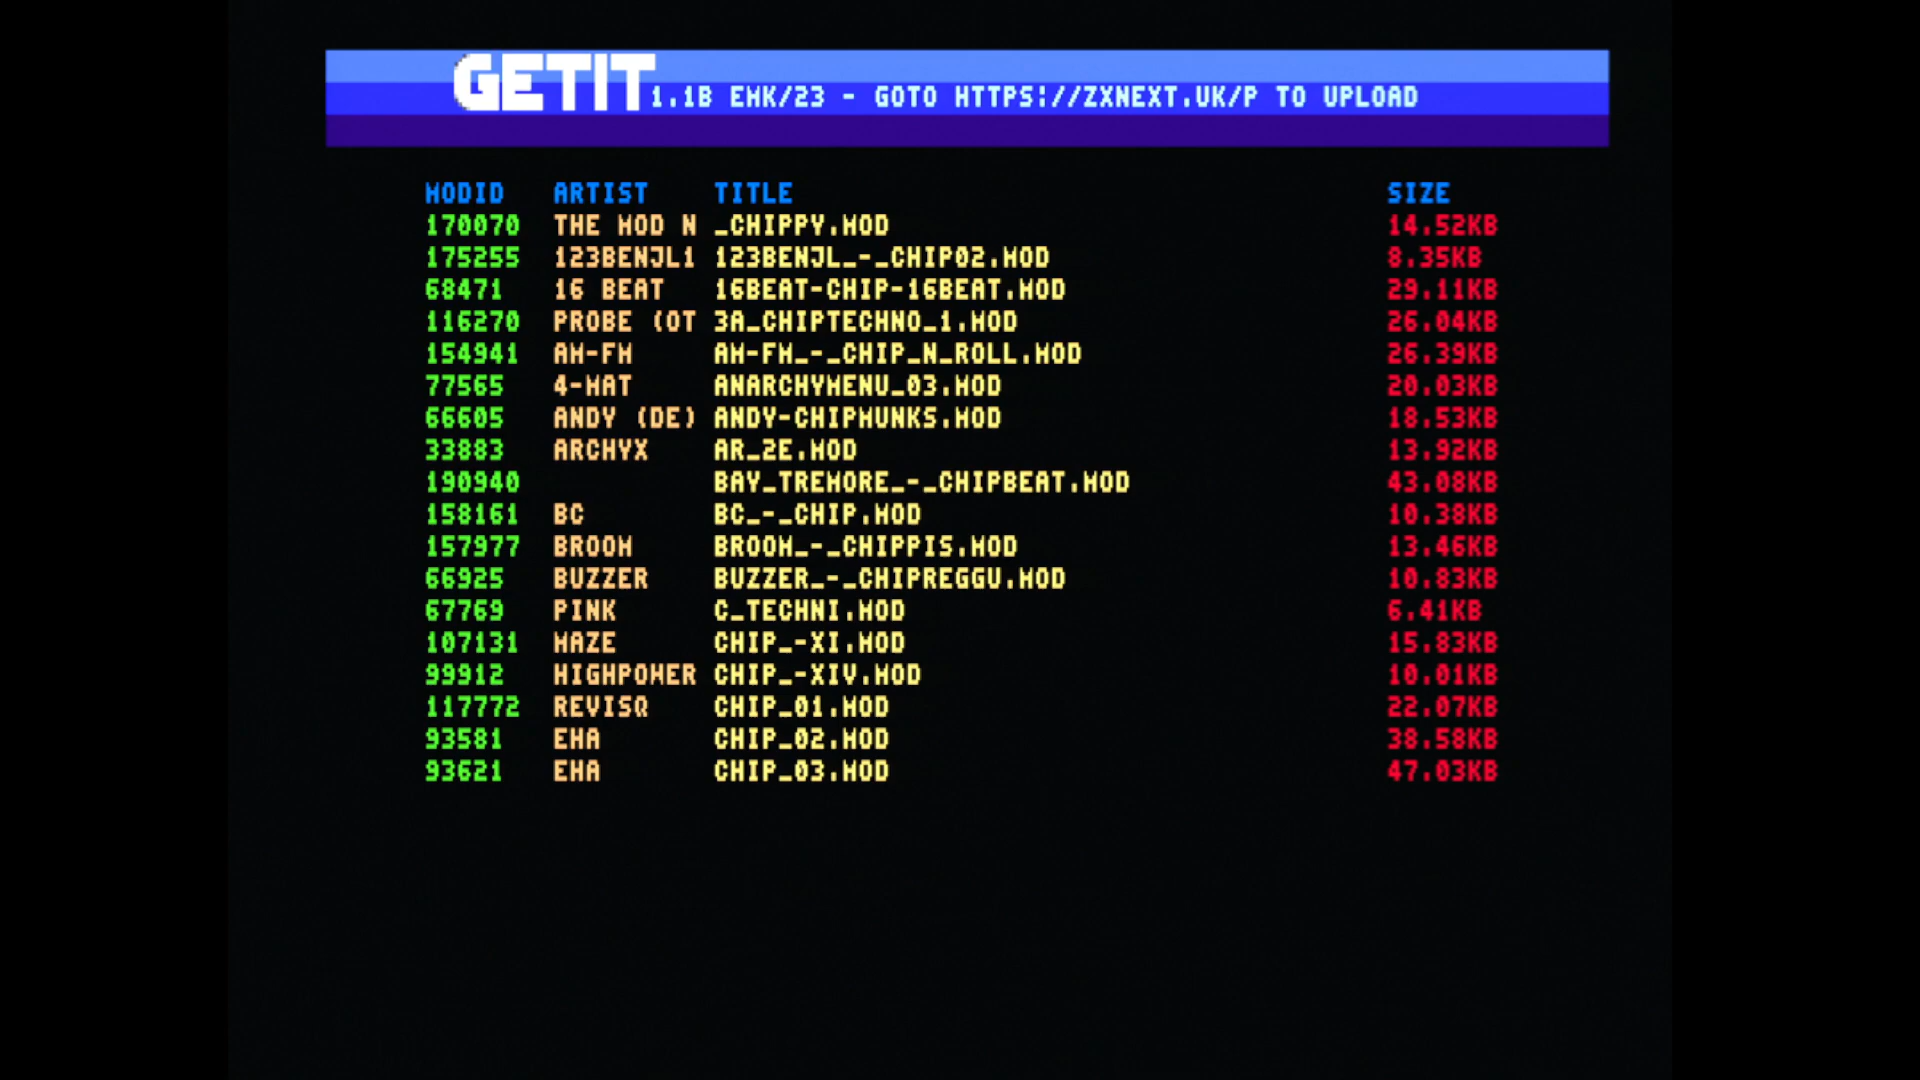 GETIT 1.1B EMK/23 - GOTO HTTPS://ZXNEXT.UK/P TO UPLOAD
MODID ARTIST TITLE SIZE
170070 THE MOD N _CHIPPY.MOD 14.52KB
175255 123BENJL1 123BENJL_-_CHIP02.MOD 8.35KB
68471 16 BEAT 16BEAT-CHIP-16BEAT.MOD 29.11KB
116270 PROBE (OT 3A_CHIPTECHNO_1.MOD 26.04KB
154941 AM-FM AM-FM_-_CHIP_N_ROLL.MOD 26.39KB
77565 4-MAT ANARCHYMENU_03.MOD 20.03KB
66605 ANDY (DE) ANDY-CHIPMUNKS.MOD 18.53KB
33883 ARCHYX AR_2E.MOD 13.92KB
190940 BAY_TREMORE_-_CHIPBEAT.MOD 43.08KB
158161 BC BC_-_CHIP.MOD 10.38KB
157977 BROOM BROOM_-_CHIPPIS.MOD 13.46KB
66925 BUZZER BUZZER_-_CHIPREGGU.MOD 10.83KB
67769 PINK C_TECHNI.MOD 6.41KB
107131 MAZE CHIP_-XI.MOD 15.83KB
99912 HIGHPOWER CHIP_-XIV.MOD 10.01KB
117772 REVISQ CHIP_01.MOD 22.07KB
93581 EHA CHIP_02.MOD 38.58KB
93621 EHA CHIP_03.MOD 47.03KB